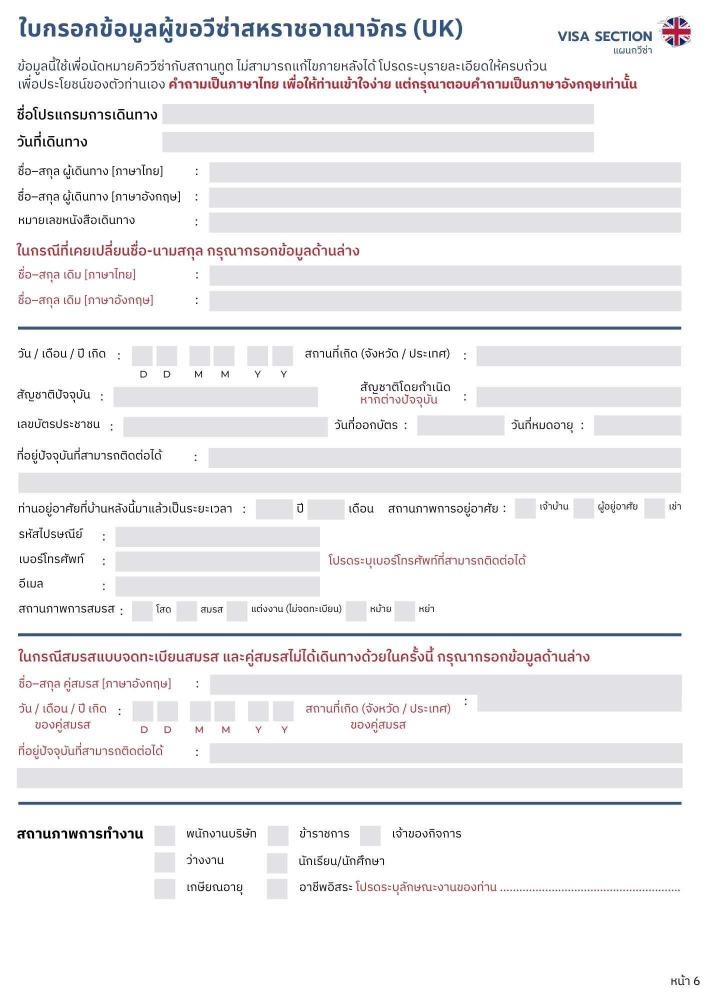 ใบกรอกข้อมูลผู้ขอวีซ่าสหราชอาณาจักร (UK)
VISA SECTION
แผนกวีซ่า
ข้อมูลนี้ใช้เพื่อนัดหมายคิววีซ่ากับสถานทูต ไม่สามารถแก้ไขภายหลังได้ โปรดระบุรายละเอียดให้ครบถ้วน
เพื่อประโยชน์ของตัวท่านเอง คำถามเป็นภาษาไทย เพื่อให้ท่านเข้าใจง่าย แต่กรุณาตอบคำถามเป็นภาษาอังกฤษเท่านั้น
ชื่อโปรแกรมการเดินทาง
วันที่เดินทาง
ชื่อ–สกุล ผู้เดินทาง [ภาษาไทย] :
ชื่อ–สกุล ผู้เดินทาง [ภาษาอังกฤษ] :
หมายเลขหนังสือเดินทาง :
ในกรณีที่เคยเปลี่ยนชื่อ-นามสกุล กรุณากรอกข้อมูลด้านล่าง
ชื่อ–สกุล เดิม [ภาษาไทย] :
ชื่อ–สกุล เดิม [ภาษาอังกฤษ] :
วัน / เดือน / ปี เกิด : สถานที่เกิด (จังหวัด / ประเทศ) :
D D M M Y Y
สัญชาติปัจจุบัน : สัญชาติโดยกำเนิด :
หากต่างปัจจุบัน
เลขบัตรประชาชน : วันที่ออกบัตร : วันที่หมดอายุ :
ที่อยู่ปัจจุบันที่สามารถติดต่อได้ :
ท่านอยู่อาศัยที่บ้านหลังนี้มาแล้วเป็นระยะเวลา : ปี เดือน สถานภาพการอยู่อาศัย : เจ้าบ้าน ผู้อยู่อาศัย เช่า
รหัสไปรษณีย์ :
เบอร์โทรศัพท์ : โปรดระบุเบอร์โทรศัพท์ที่สามารถติดต่อได้
อีเมล :
สถานภาพการสมรส : โสด สมรส แต่งงาน (ไม่จดทะเบียน) หม้าย หย่า
ในกรณีสมรสแบบจดทะเบียนสมรส และคู่สมรสไม่ได้เดินทางด้วยในครั้งนี้ กรุณากรอกข้อมูลด้านล่าง
ชื่อ–สกุล คู่สมรส [ภาษาอังกฤษ] :
วัน / เดือน / ปี เกิด : สถานที่เกิด (จังหวัด / ประเทศ) :
ของคู่สมรส ของคู่สมรส
D D M M Y Y
ที่อยู่ปัจจุบันที่สามารถติดต่อได้ :
สถานภาพการทำงาน พนักงานบริษัท ข้าราชการ เจ้าของกิจการ
ว่างงาน นักเรียน/นักศึกษา
เกษียณอายุ อาชีพอิสระ โปรดระบุลักษณะงานของท่าน ........................................................
หน้า 6